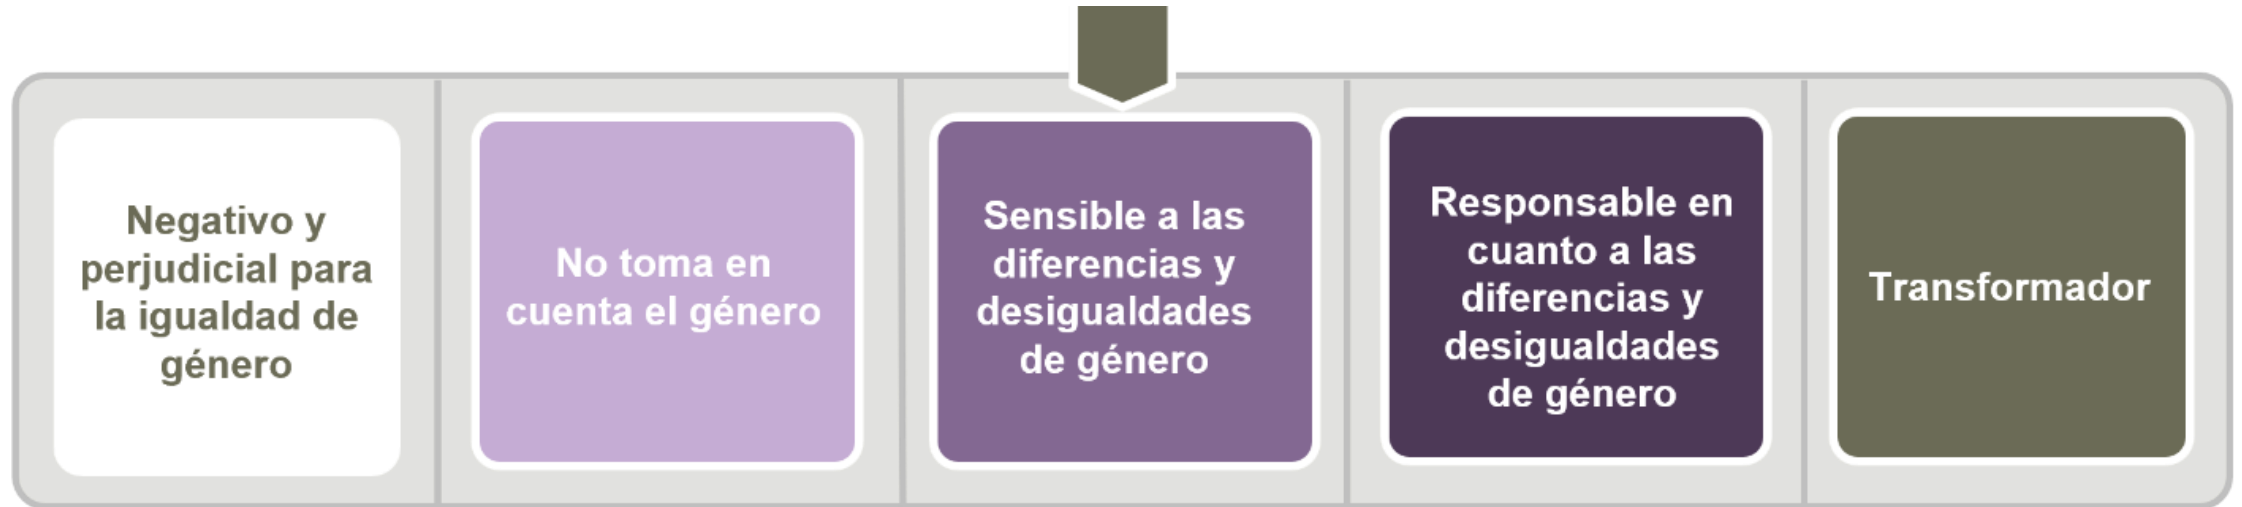 Negativo y
perjudicial para
la igualdad de
género
No toma en
cuenta el género
Sensible a las
diferencias y
desigualdades
de género
Responsable en
cuanto a las
diferencias y
desigualdades
de género
Transformador